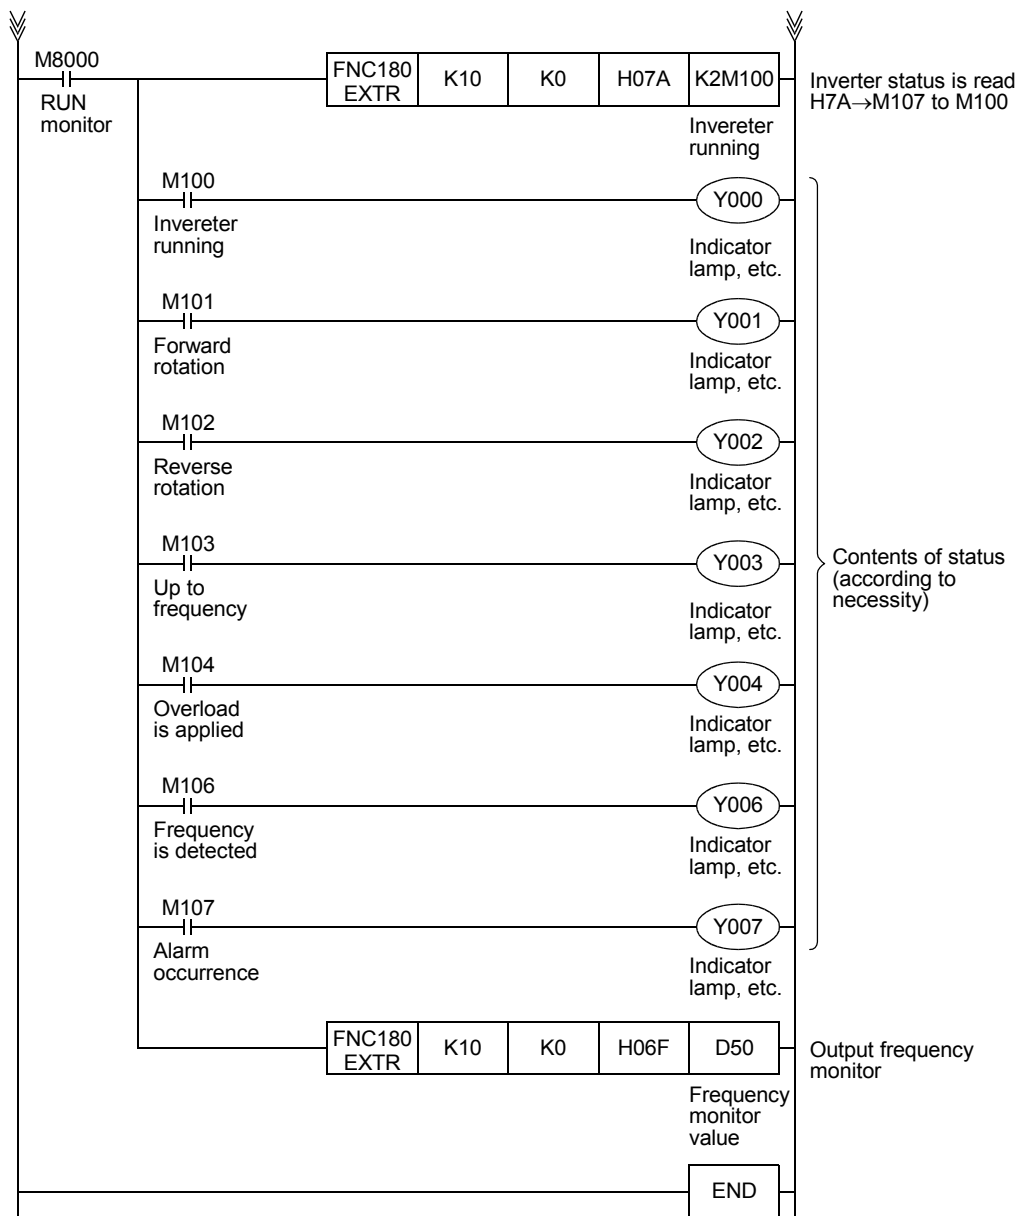 M8000
RUN
monitor
FNC180
EXTR
K10
K0
H07A
K2M100
Inverter status is read
H7A→M107 to M100
Invereter
running
M100
Invereter
running
Y000
Indicator
lamp, etc.
M101
Forward
rotation
Y001
Indicator
lamp, etc.
M102
Reverse
rotation
Y002
Indicator
lamp, etc.
M103
Up to
frequency
Y003
Indicator
lamp, etc.
Contents of status
(according to
necessity)
M104
Overload
is applied
Y004
Indicator
lamp, etc.
M106
Frequency
is detected
Y006
Indicator
lamp, etc.
M107
Alarm
occurrence
Y007
Indicator
lamp, etc.
FNC180
EXTR
K10
K0
H06F
D50
Output frequency
monitor
Frequency
monitor
value
END